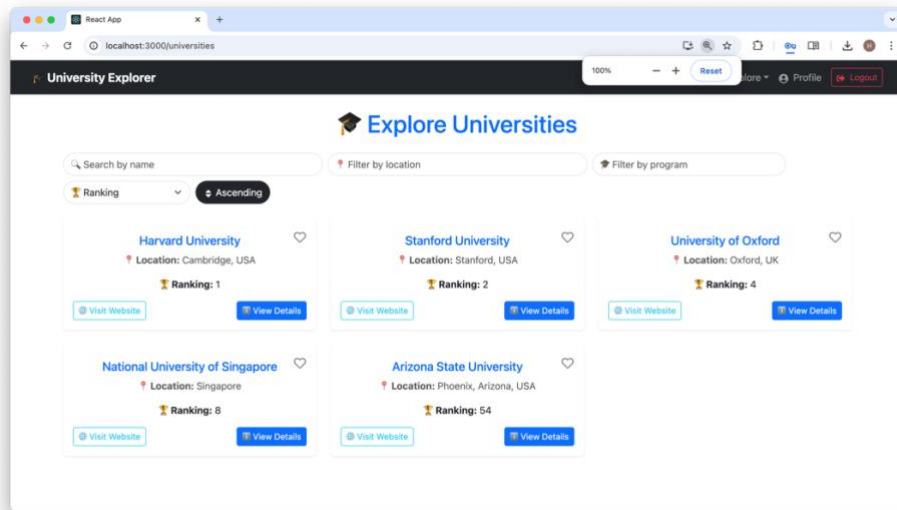 React App
localhost:3000/universities
H
University Explorer
100%
Reset
Profile
Logout
Explore Universities
Search by name
Filter by location
Filter by program
Ranking
Ascending
Harvard University
Location: Cambridge, USA
Ranking: 1
Visit Website
View Details
Stanford University
Location: Stanford, USA
Ranking: 2
Visit Website
View Details
University of Oxford
Location: Oxford, UK
Ranking: 4
Visit Website
View Details
National University of Singapore
Location: Singapore
Ranking: 8
Visit Website
View Details
Arizona State University
Location: Phoenix, Arizona, USA
Ranking: 54
Visit Website
View Details